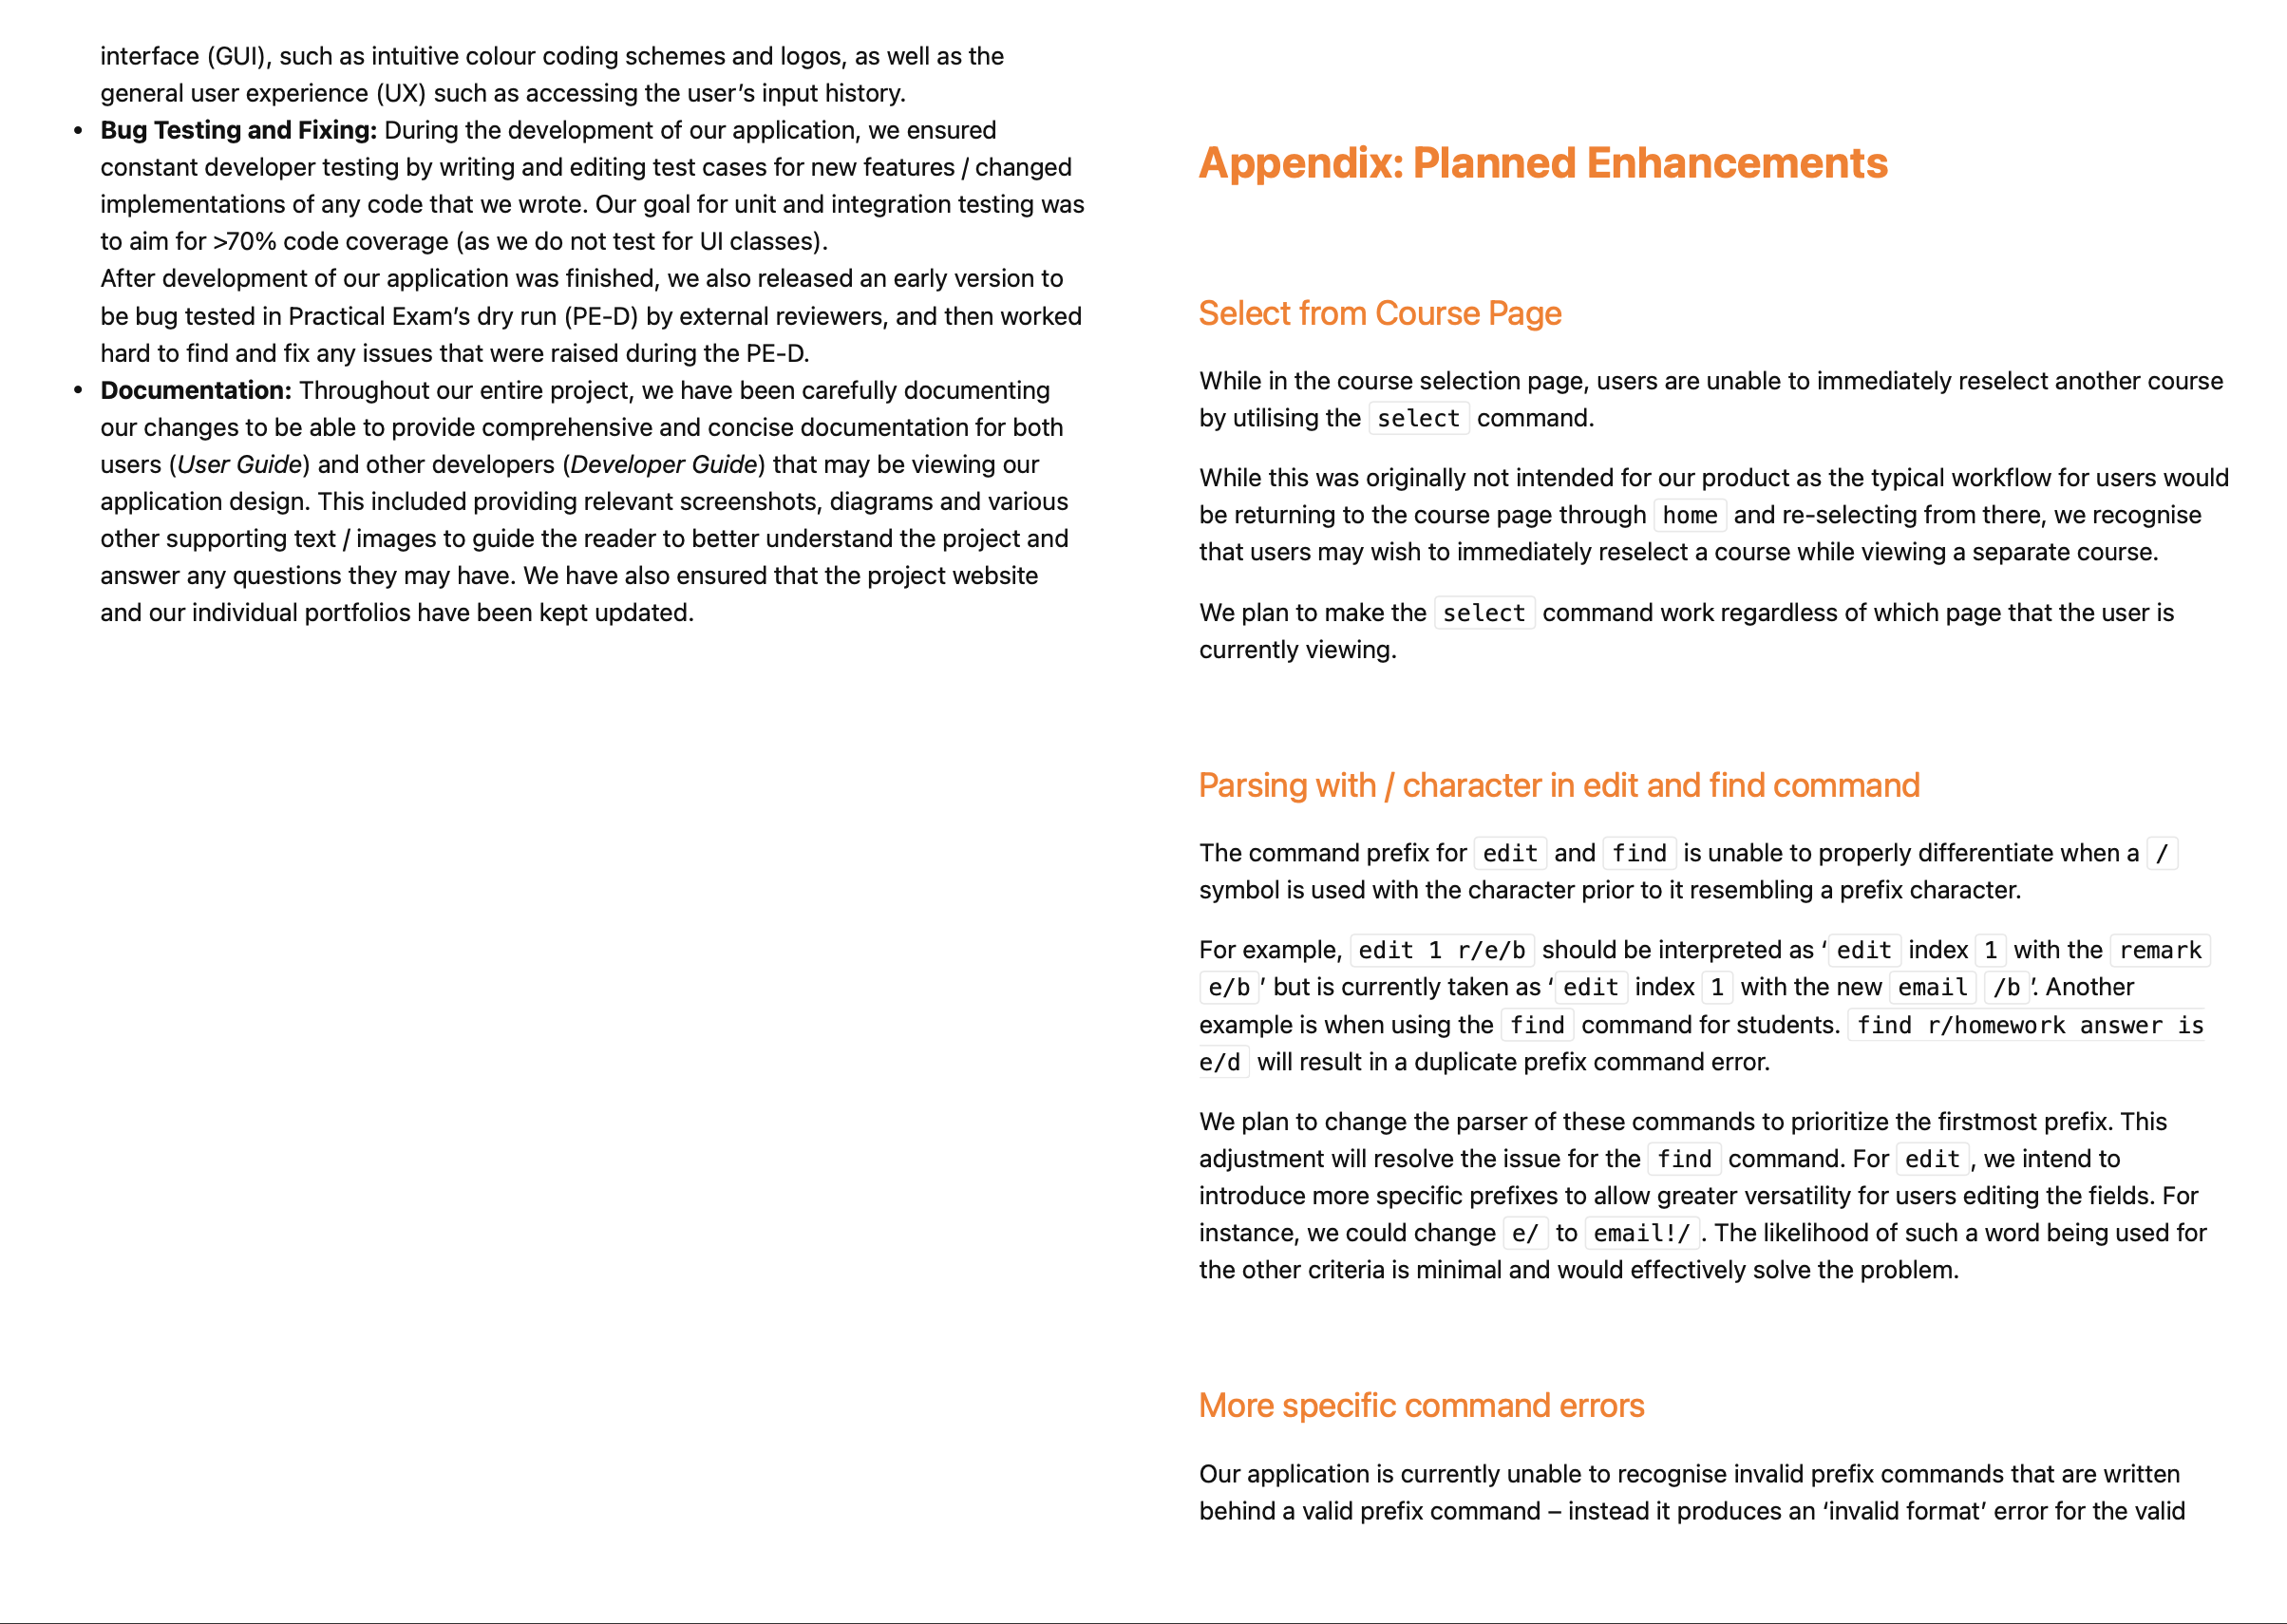 interface (GUI), such as intuitive colour coding schemes and logos, as well as the
general user experience (UX) such as accessing the user’s input history.
• Bug Testing and Fixing: During the development of our application, we ensured
constant developer testing by writing and editing test cases for new features / changed
implementations of any code that we wrote. Our goal for unit and integration testing was
to aim for >70% code coverage (as we do not test for UI classes).
After development of our application was finished, we also released an early version to
be bug tested in Practical Exam’s dry run (PE-D) by external reviewers, and then worked
hard to find and fix any issues that were raised during the PE-D.
• Documentation: Throughout our entire project, we have been carefully documenting
our changes to be able to provide comprehensive and concise documentation for both
users (User Guide) and other developers (Developer Guide) that may be viewing our
application design. This included providing relevant screenshots, diagrams and various
other supporting text / images to guide the reader to better understand the project and
answer any questions they may have. We have also ensured that the project website
and our individual portfolios have been kept updated.
Appendix: Planned Enhancements
Select from Course Page
While in the course selection page, users are unable to immediately reselect another course
by utilising the select command.
While this was originally not intended for our product as the typical workflow for users would
be returning to the course page through home and re-selecting from there, we recognise
that users may wish to immediately reselect a course while viewing a separate course.
We plan to make the select command work regardless of which page that the user is
currently viewing.
Parsing with / character in edit and find command
The command prefix for edit and find is unable to properly differentiate when a /
symbol is used with the character prior to it resembling a prefix character.
For example, edit 1 r/e/b should be interpreted as ‘edit index 1 with the remark
e/b’ but is currently taken as ‘edit index 1 with the new email /b’. Another
example is when using the find command for students. find r/homework answer is
e/d will result in a duplicate prefix command error.
We plan to change the parser of these commands to prioritize the firstmost prefix. This
adjustment will resolve the issue for the find command. For edit, we intend to
introduce more specific prefixes to allow greater versatility for users editing the fields. For
instance, we could change e/ to email!/. The likelihood of such a word being used for
the other criteria is minimal and would effectively solve the problem.
More specific command errors
Our application is currently unable to recognise invalid prefix commands that are written
behind a valid prefix command – instead it produces an ‘invalid format’ error for the valid